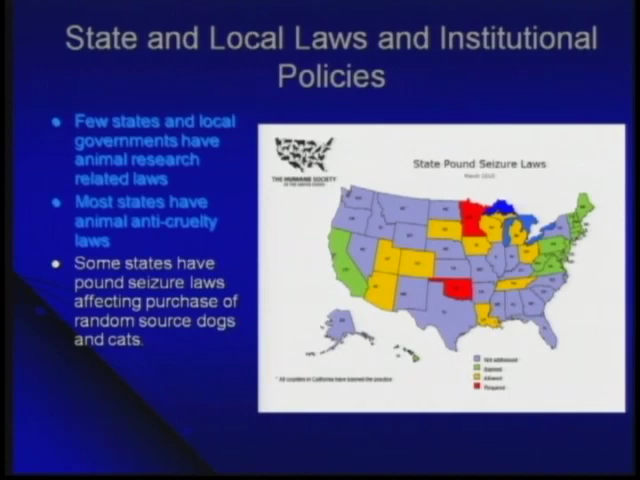 State and Local Laws and Institutional
Policies
Few states and local
governments have
animal research
related laws
Most states have
animal anti-cruelty
laws
Some states have
pound seizure laws
affecting purchase of
random source dogs
and cats.
THE HUMANE SOCIETY
OF THE UNITED STATES
State Pound Seizure Laws
March 2010
Not addressed
Banned
Allowed
Required
* All counties in California have banned the practice